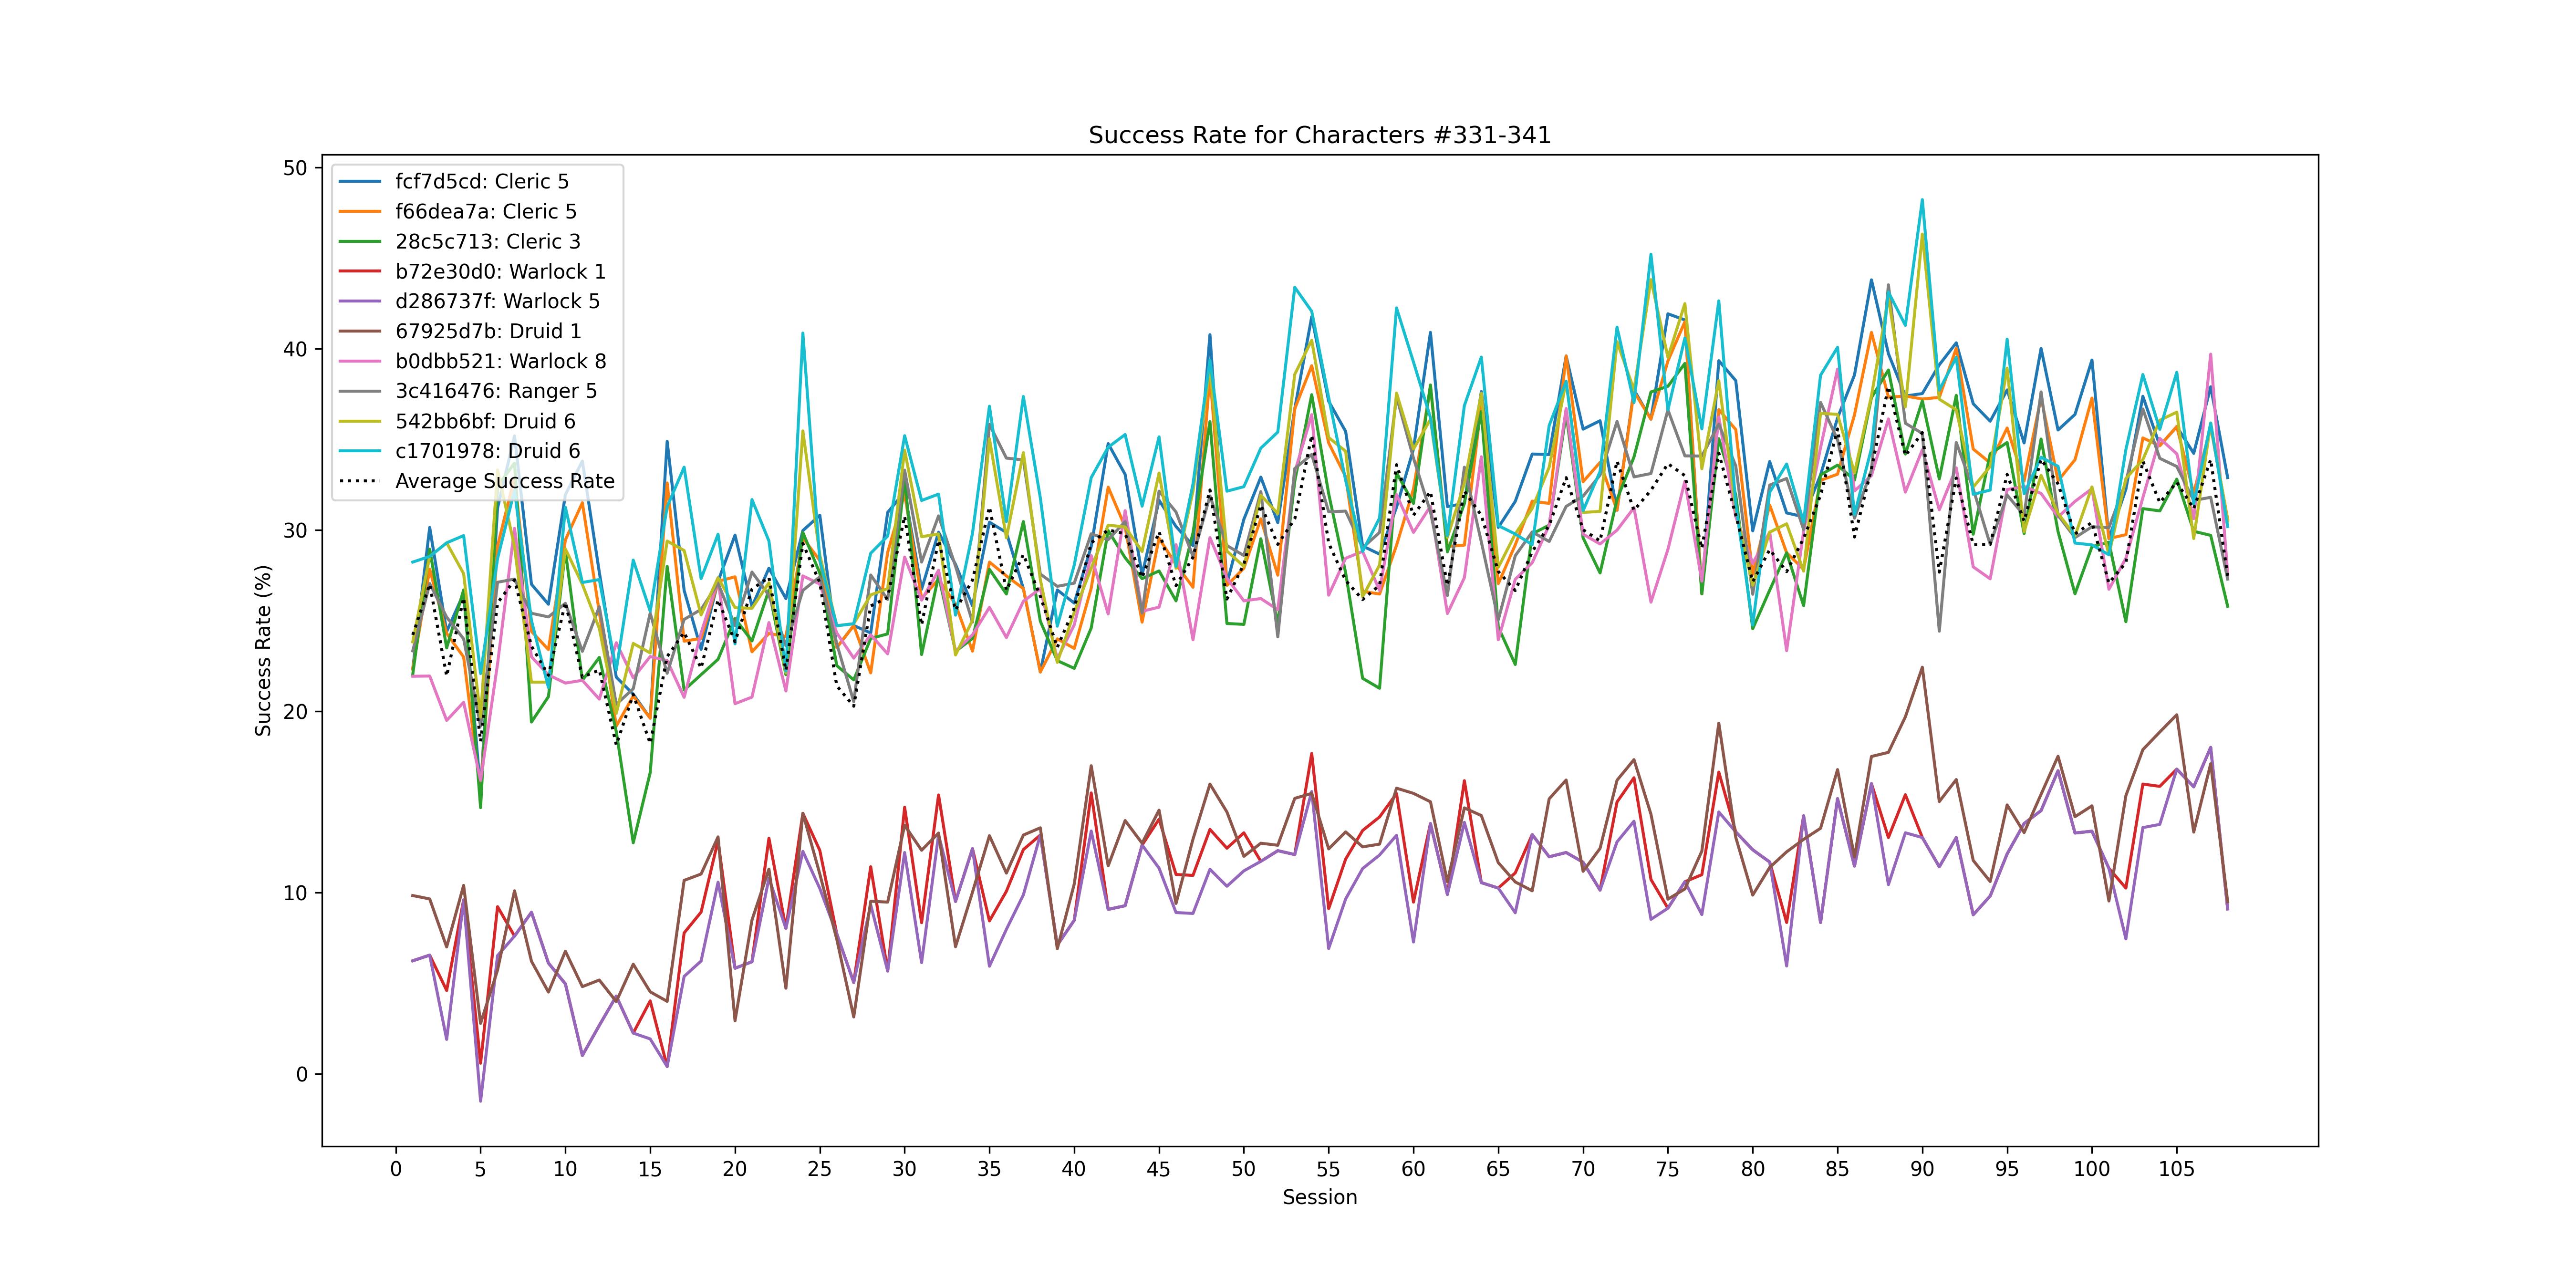 Success Rate for Characters #331-341
Success Rate (%)
50
40
30
20
10
0
fcf7d5cd: Cleric 5
f66dea7a: Cleric 5
28c5c713: Cleric 3
b72e30d0: Warlock 1
d286737f: Warlock 5
67925d7b: Druid 1
b0dbb521: Warlock 8
3c416476: Ranger 5
542bb6bf: Druid 6
c1701978: Druid 6
Average Success Rate
0 5 10 15 20 25 30 35 40 45 50 55 60 65 70 75 80 85 90 95 100 105
Session